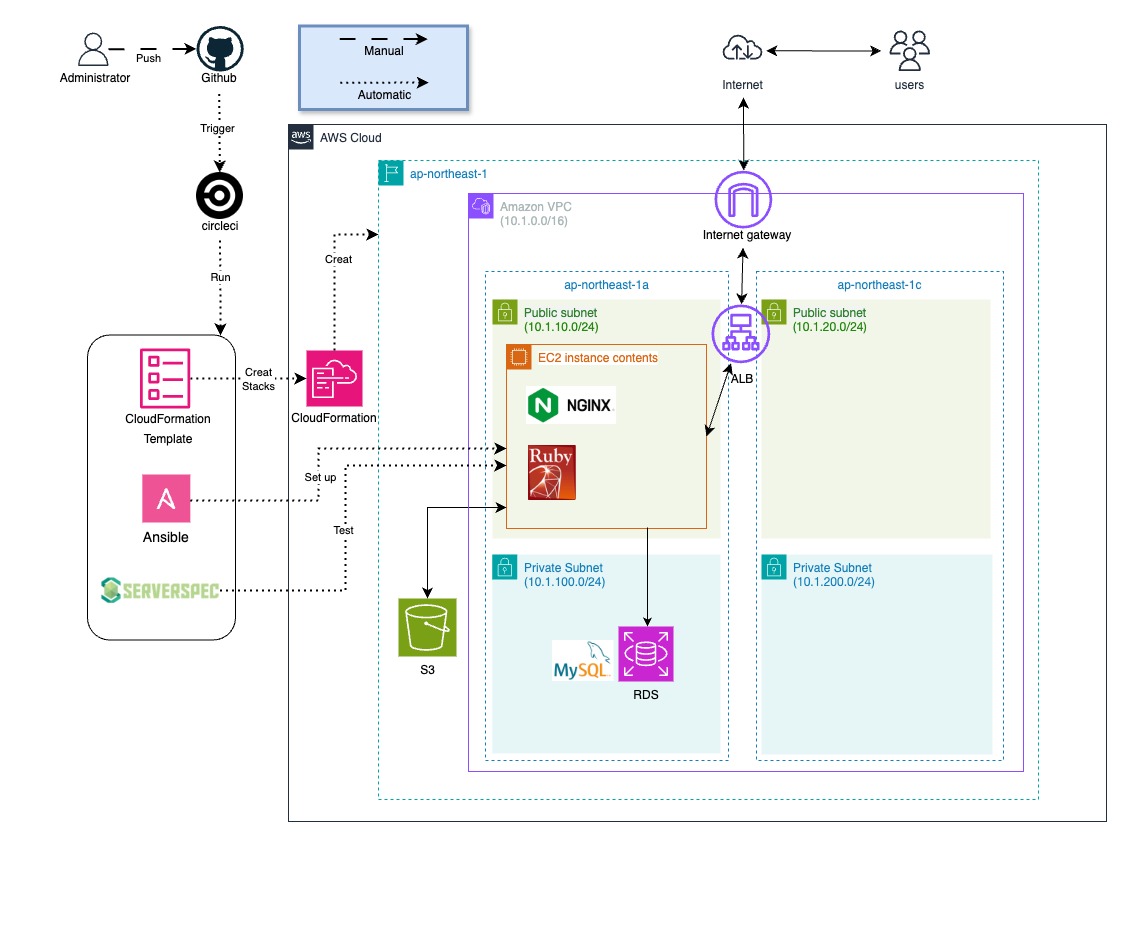 Administrator
Push
Github
Manual
Automatic
Internet
users
Trigger
circleci
Run
aws
AWS Cloud
ap-northeast-1
Amazon VPC
(10.1.0.0/16)
Internet gateway
Creat
ap-northeast-1a
ap-northeast-1c
Public subnet
(10.1.10.0/24)
Public subnet
(10.1.20.0/24)
EC2 instance contents
ALB
N NGINX
Ruby
CloudFormation
Template
Creat
Stacks
CloudFormation
A
Ansible
Set up
Test
SERVERSPEC
S3
Private Subnet
(10.1.100.0/24)
Private Subnet
(10.1.200.0/24)
MySQL
RDS